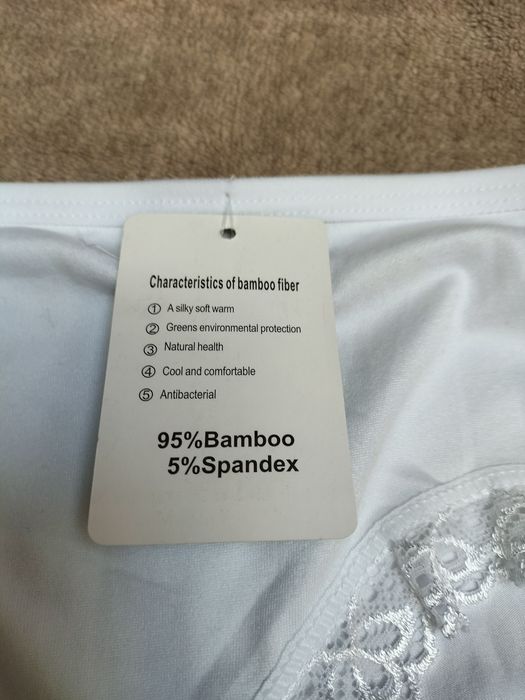 Characteristics of bamboo fiber
① A silky soft warm
② Greens environmental protection
③ Natural health
④ Cool and comfortable
⑤ Antibacterial
95%Bamboo
5%Spandex